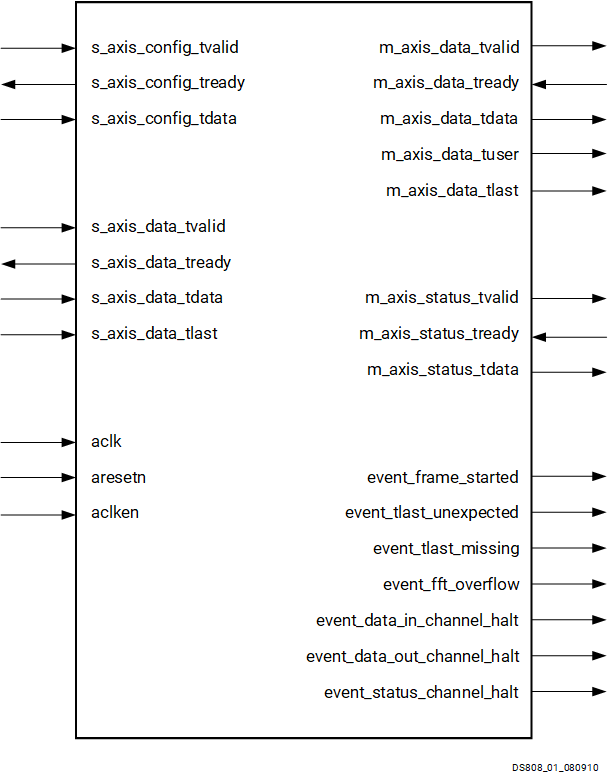 s_axis_config_tvalid
s_axis_config_tready
s_axis_config_tdata
s_axis_data_tvalid
s_axis_data_tready
s_axis_data_tdata
s_axis_data_tlast
aclk
aresetn
aclken
m_axis_data_tvalid
m_axis_data_tready
m_axis_data_tdata
m_axis_data_tuser
m_axis_data_tlast
m_axis_status_tvalid
m_axis_status_tready
m_axis_status_tdata
event_frame_started
event_tlast_unexpected
event_tlast_missing
event_fft_overflow
event_data_in_channel_halt
event_data_out_channel_halt
event_status_channel_halt
DS808_01_080910